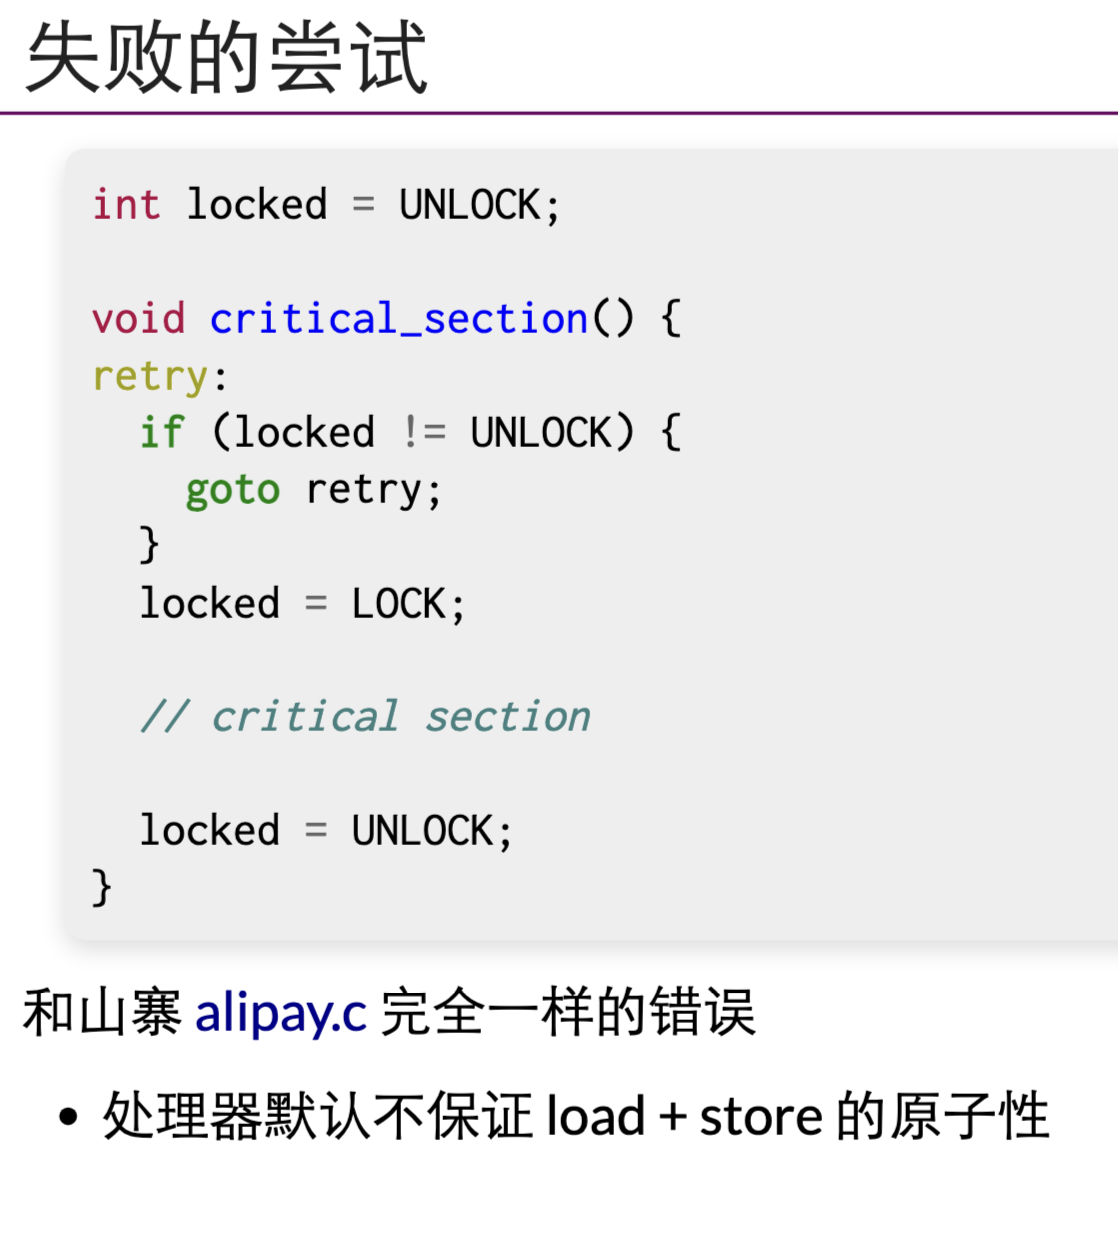 失败的尝试
int locked = UNLOCK;
void critical_section() {
retry:
  if (locked != UNLOCK) {
    goto retry;
  }
  locked = LOCK;
  // critical section
  locked = UNLOCK;
}
和山寨 alipay.c 完全一样的错误
• 处理器默认不保证 load + store 的原子性